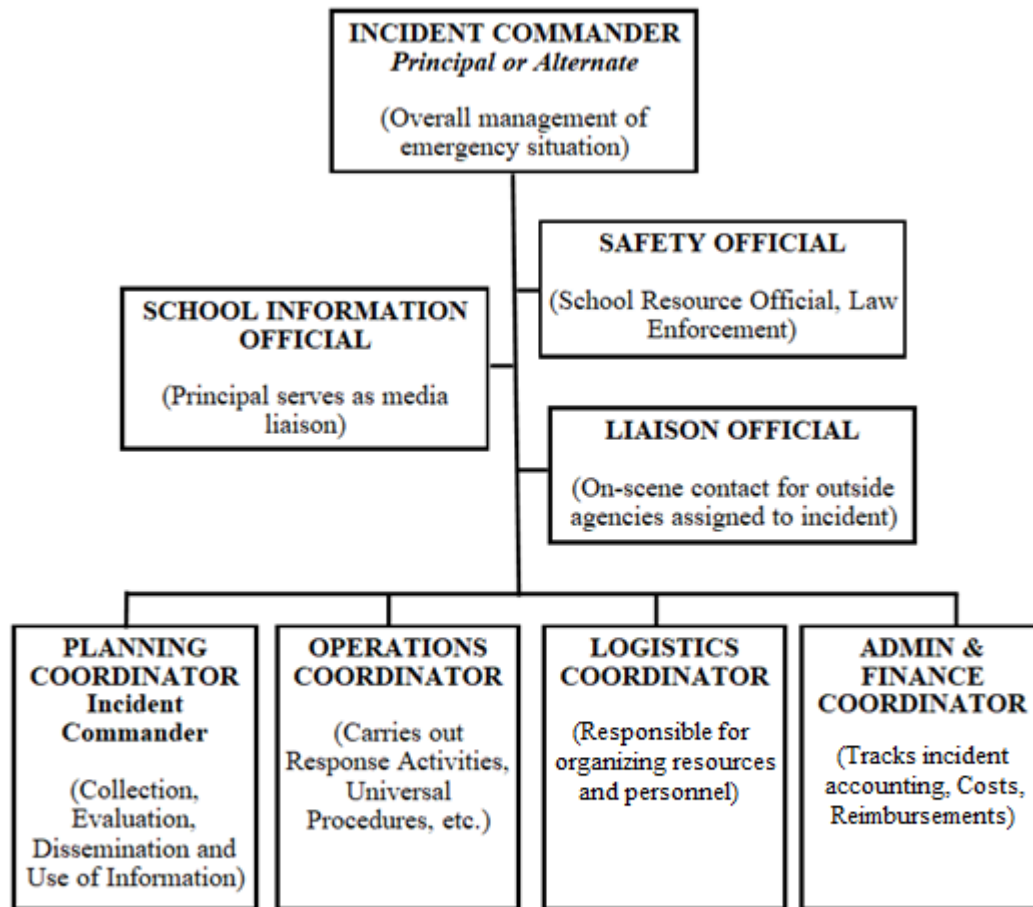 INCIDENT COMMANDER
Principal or Alternate
(Overall management of
emergency situation)
SAFETY OFFICIAL
(School Resource Official, Law
Enforcement)
SCHOOL INFORMATION
OFFICIAL
(Principal serves as media
liaison)
LIAISON OFFICIAL
(On-scene contact for outside
agencies assigned to incident)
PLANNING
COORDINATOR
Incident
Commander
(Collection,
Evaluation,
Dissemination and
Use of Information)
OPERATIONS
COORDINATOR
(Carries out
Response Activities,
Universal
Procedures, etc.)
LOGISTICS
COORDINATOR
(Responsible for
organizing resources
and personnel)
ADMIN &
FINANCE
COORDINATOR
(Tracks incident
accounting, Costs,
Reimbursements)